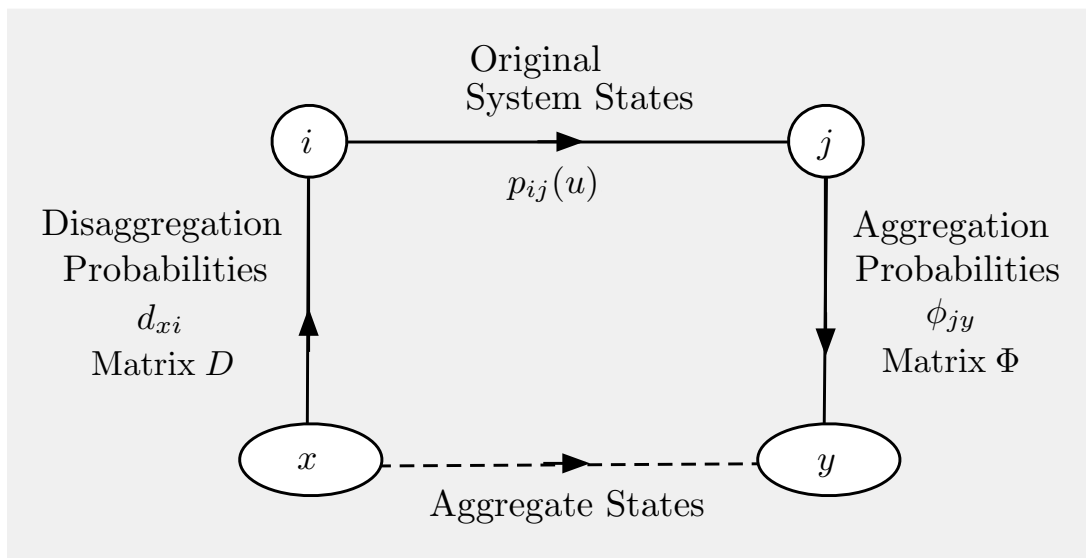 Original
System States
i
j
p_{ij}(u)
Disaggregation
Probabilities
d_{xi}
Matrix D
Aggregation
Probabilities
ϕ_{jy}
Matrix Φ
x
y
Aggregate States